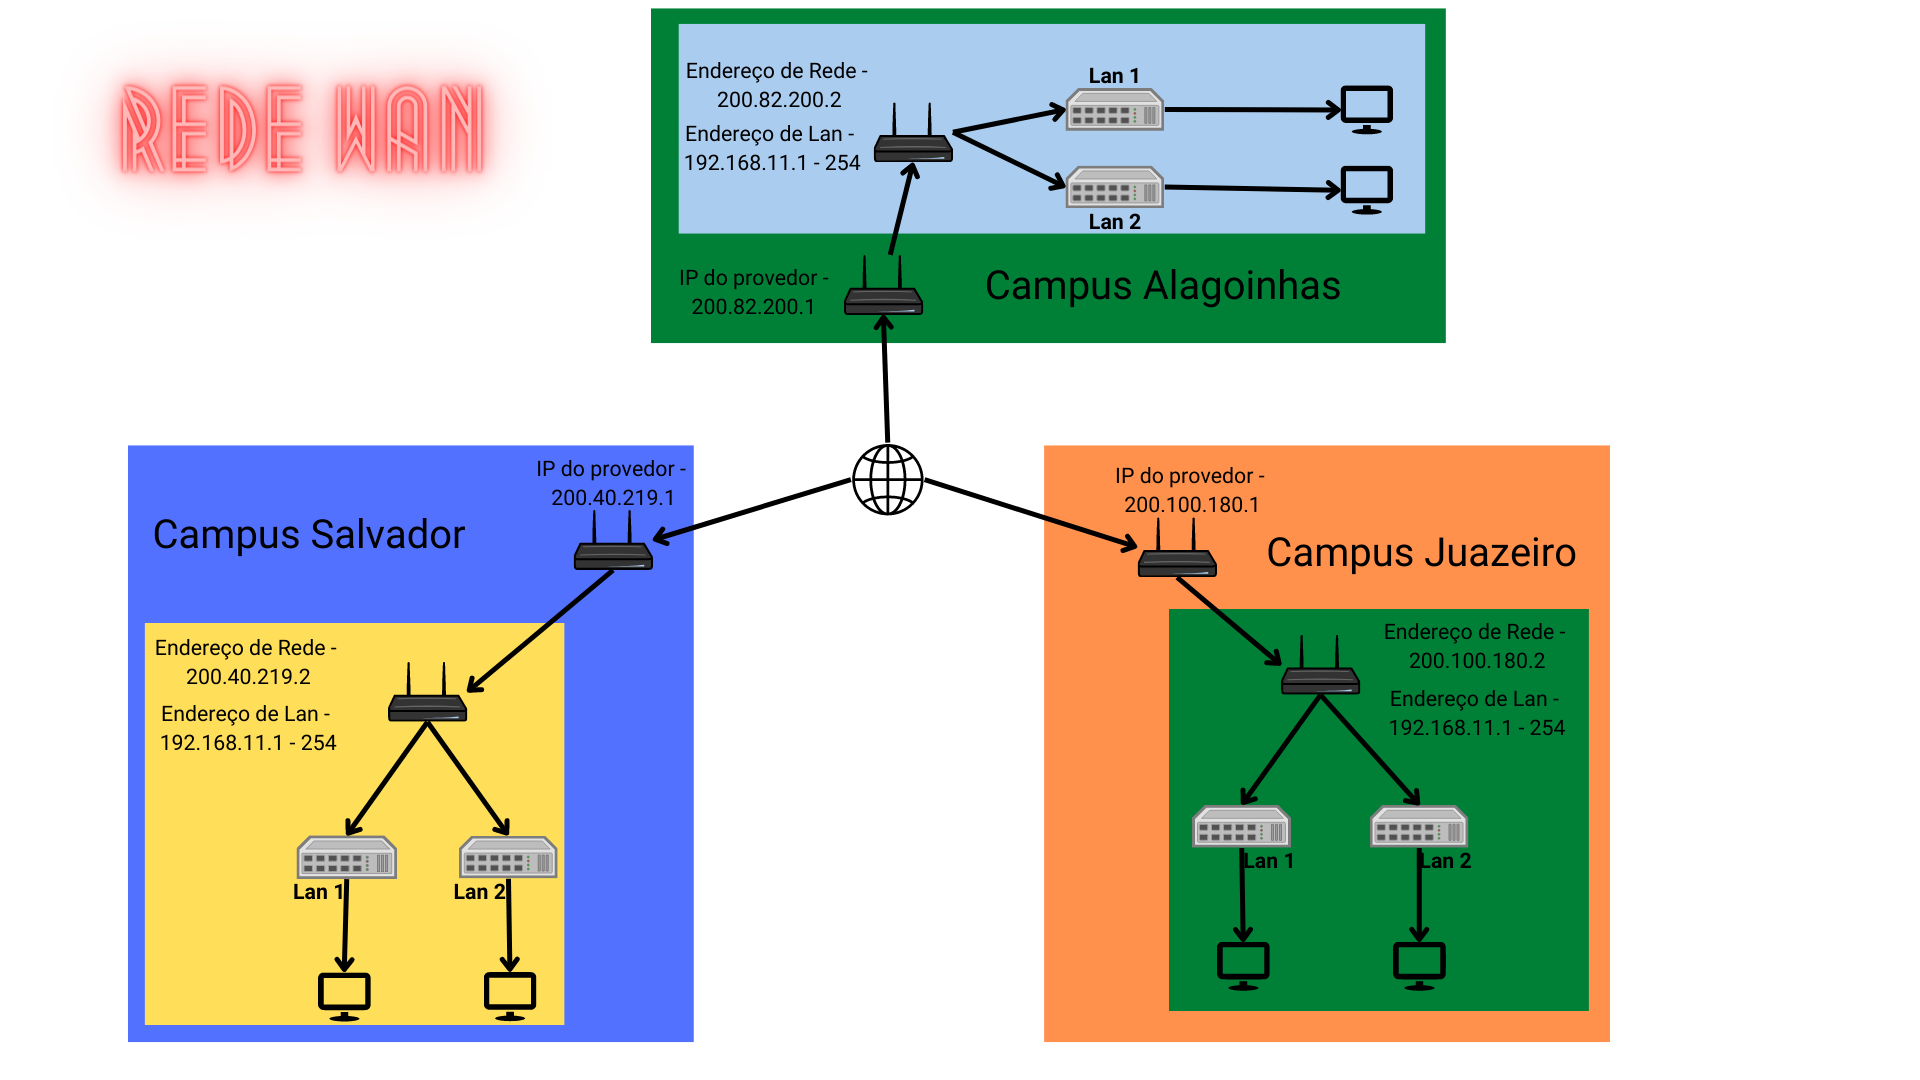 REDE WAN
Endereço de Rede -
200.82.200.2
Endereço de Lan -
192.168.11.1 - 254
Lan 1
Lan 2
IP do provedor -
200.82.200.1
Campus Alagoinhas
IP do provedor -
200.40.219.1
Campus Salvador
Endereço de Rede -
200.40.219.2
Endereço de Lan -
192.168.11.1 - 254
Lan 1
Lan 2
IP do provedor -
200.100.180.1
Campus Juazeiro
Endereço de Rede -
200.100.180.2
Endereço de Lan -
192.168.11.1 - 254
Lan 1
Lan 2